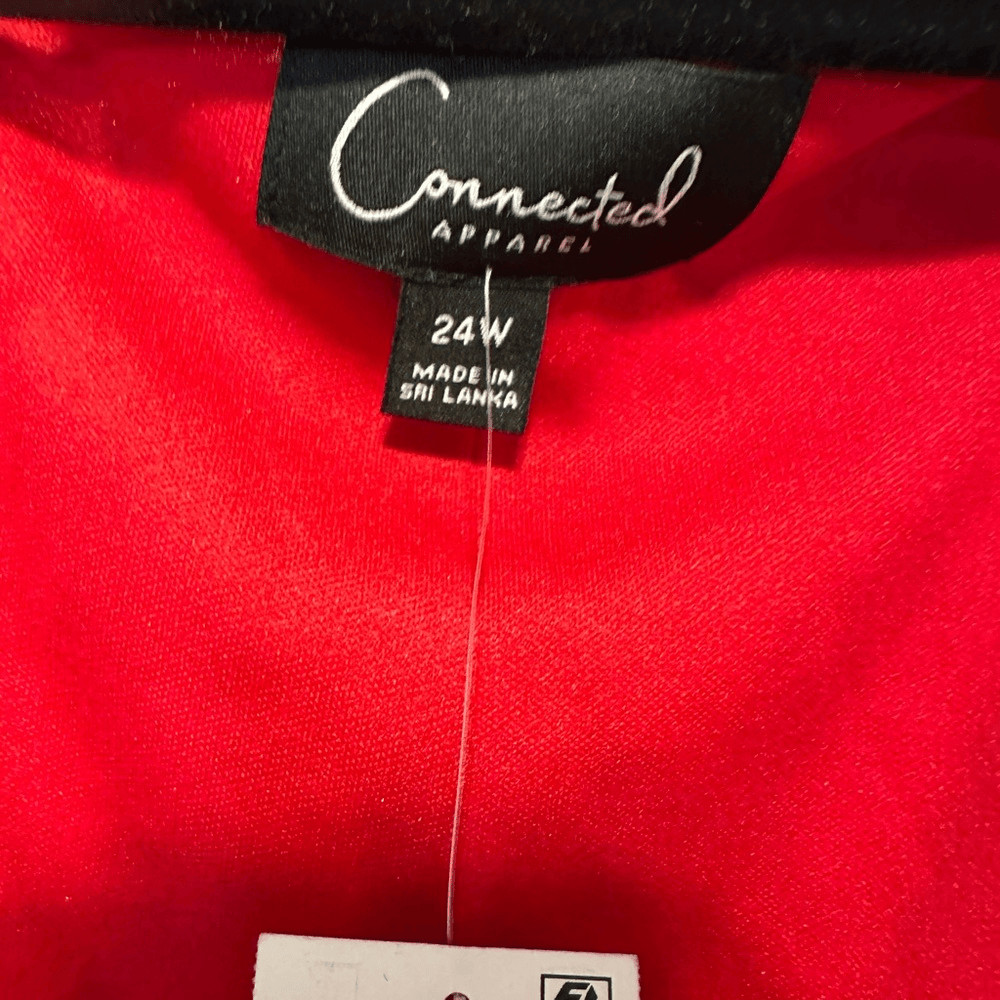 Connected
APPAREL
24W
MADE IN
SRI LANKA